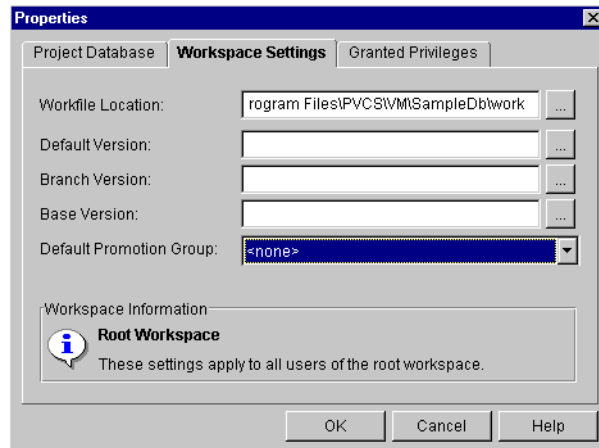 Properties
Project Database Workspace Settings Granted Privileges
Workfile Location: rogram Files\PVCS\VM\SampleDb\work ...
Default Version: ...
Branch Version: ...
Base Version: ...
Default Promotion Group: <none>
Workspace Information
Root Workspace
These settings apply to all users of the root workspace.
OK Cancel Help